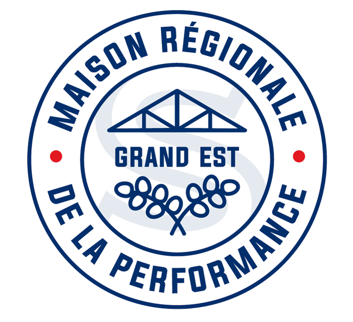 MAISON RÉGIONALE
GRAND EST
DE LA PERFORMANCE